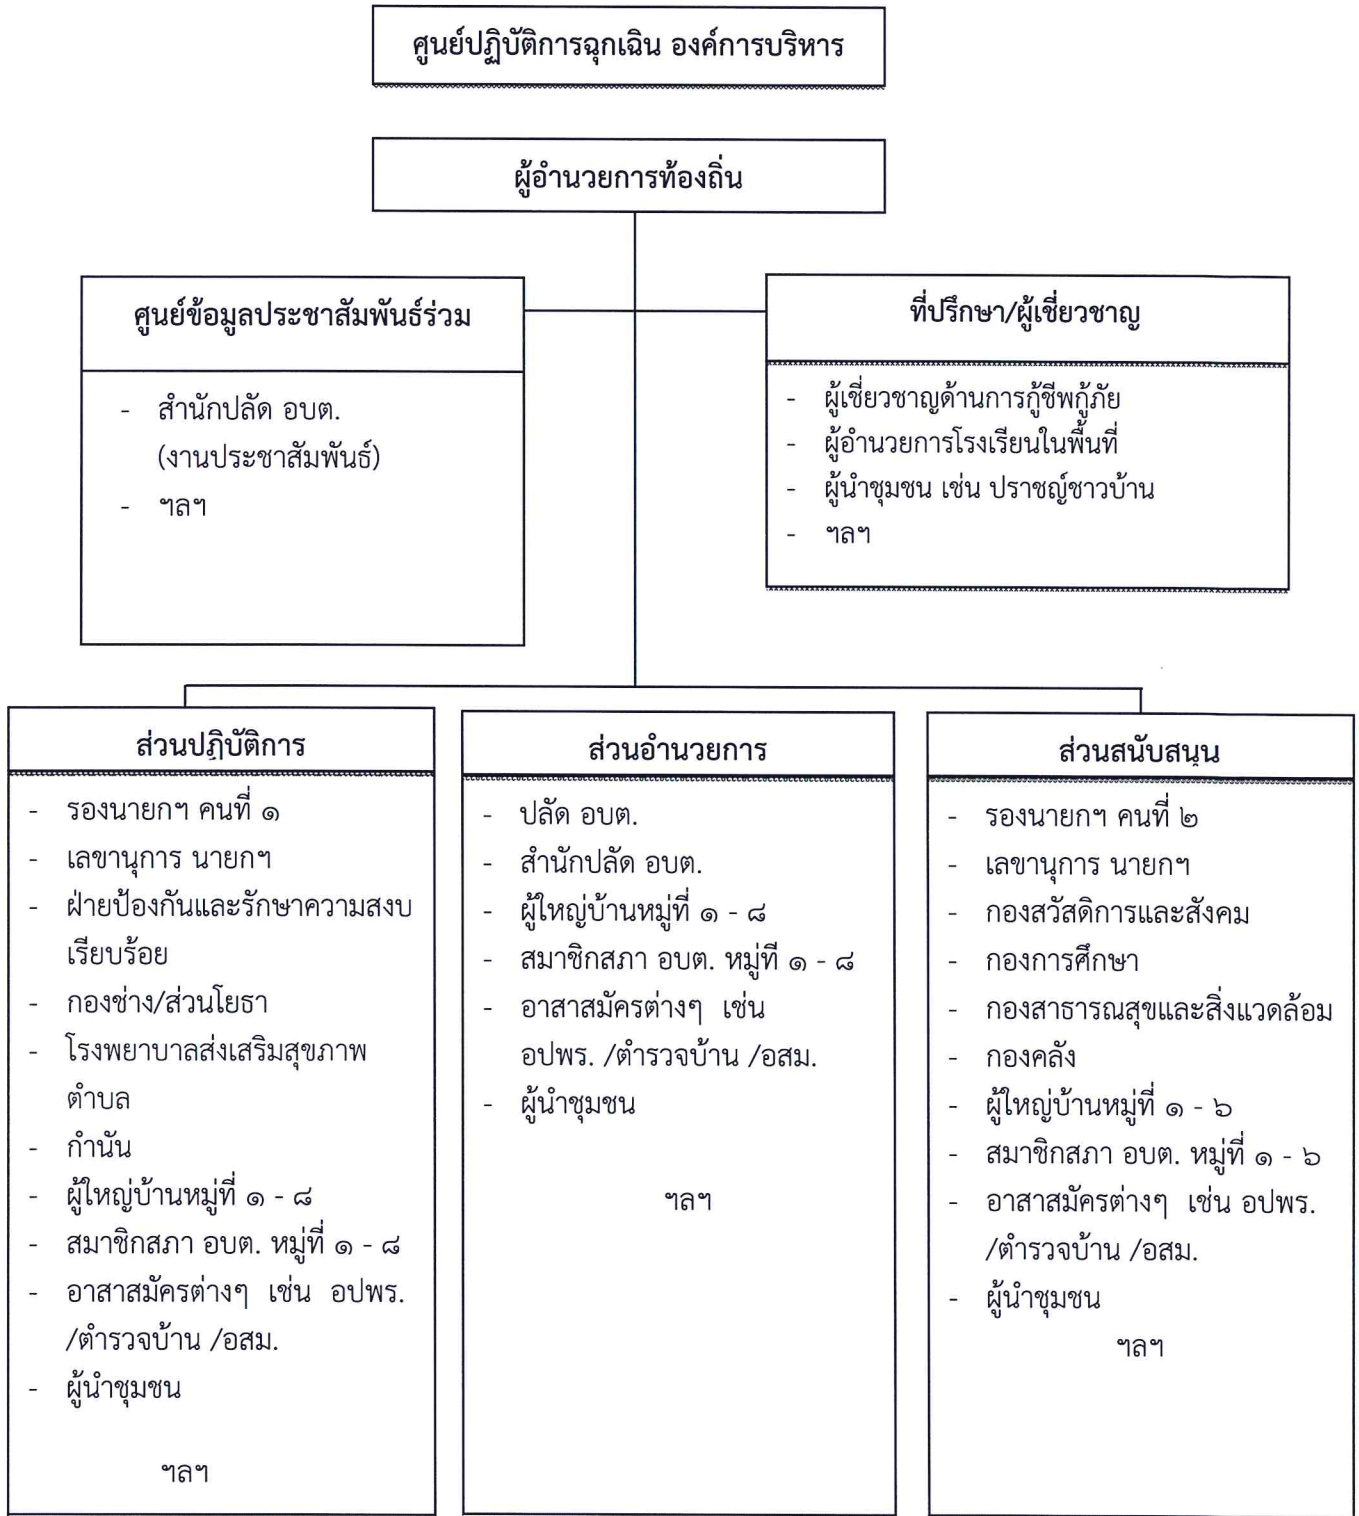 ศูนย์ปฏิบัติการฉุกเฉิน องค์การบริหาร
ผู้อำนวยการท้องถิ่น
ศูนย์ข้อมูลประชาสัมพันธ์ร่วม
- สำนักปลัด อบต.
(งานประชาสัมพันธ์)
- ฯลฯ
ที่ปรึกษา/ผู้เชี่ยวชาญ
- ผู้เชี่ยวชาญด้านการกู้ชีพกู้ภัย
- ผู้อำนวยการโรงเรียนในพื้นที่
- ผู้นำชุมชน เช่น ปราชญ์ชาวบ้าน
- ฯลฯ
ส่วนปฏิบัติการ
- รองนายกฯ คนที่ ๑
- เลขานุการ นายกฯ
- ฝ่ายป้องกันและรักษาความสงบ
เรียบร้อย
- กองช่าง/ส่วนโยธา
- โรงพยาบาลส่งเสริมสุขภาพ
ตำบล
- กำนัน
- ผู้ใหญ่บ้านหมู่ที่ ๑ - ๘
- สมาชิกสภา อบต. หมู่ที่ ๑ - ๘
- อาสาสมัครต่างๆ เช่น อปพร.
/ตำรวจบ้าน /อสม.
- ผู้นำชุมชน
ฯลฯ
ส่วนอำนวยการ
- ปลัด อบต.
- สำนักปลัด อบต.
- ผู้ใหญ่บ้านหมู่ที่ ๑ - ๘
- สมาชิกสภา อบต. หมู่ที ๑ - ๘
- อาสาสมัครต่างๆ เช่น
อปพร. /ตำรวจบ้าน /อสม.
- ผู้นำชุมชน
ฯลฯ
ส่วนสนับสนุน
- รองนายกฯ คนที่ ๒
- เลขานุการ นายกฯ
- กองสวัสดิการและสังคม
- กองการศึกษา
- กองสาธารณสุขและสิ่งแวดล้อม
- กองคลัง
- ผู้ใหญ่บ้านหมู่ที่ ๑ - ๖
- สมาชิกสภา อบต. หมู่ที่ ๑ - ๖
- อาสาสมัครต่างๆ เช่น อปพร.
/ตำรวจบ้าน /อสม.
- ผู้นำชุมชน
ฯลฯ